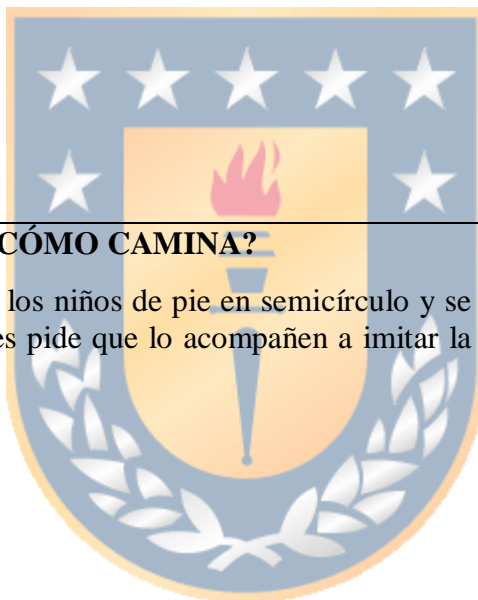 CÓMO CAMINA?
los niños de pie en semicírculo y se
es pide que lo acompañen a imitar la